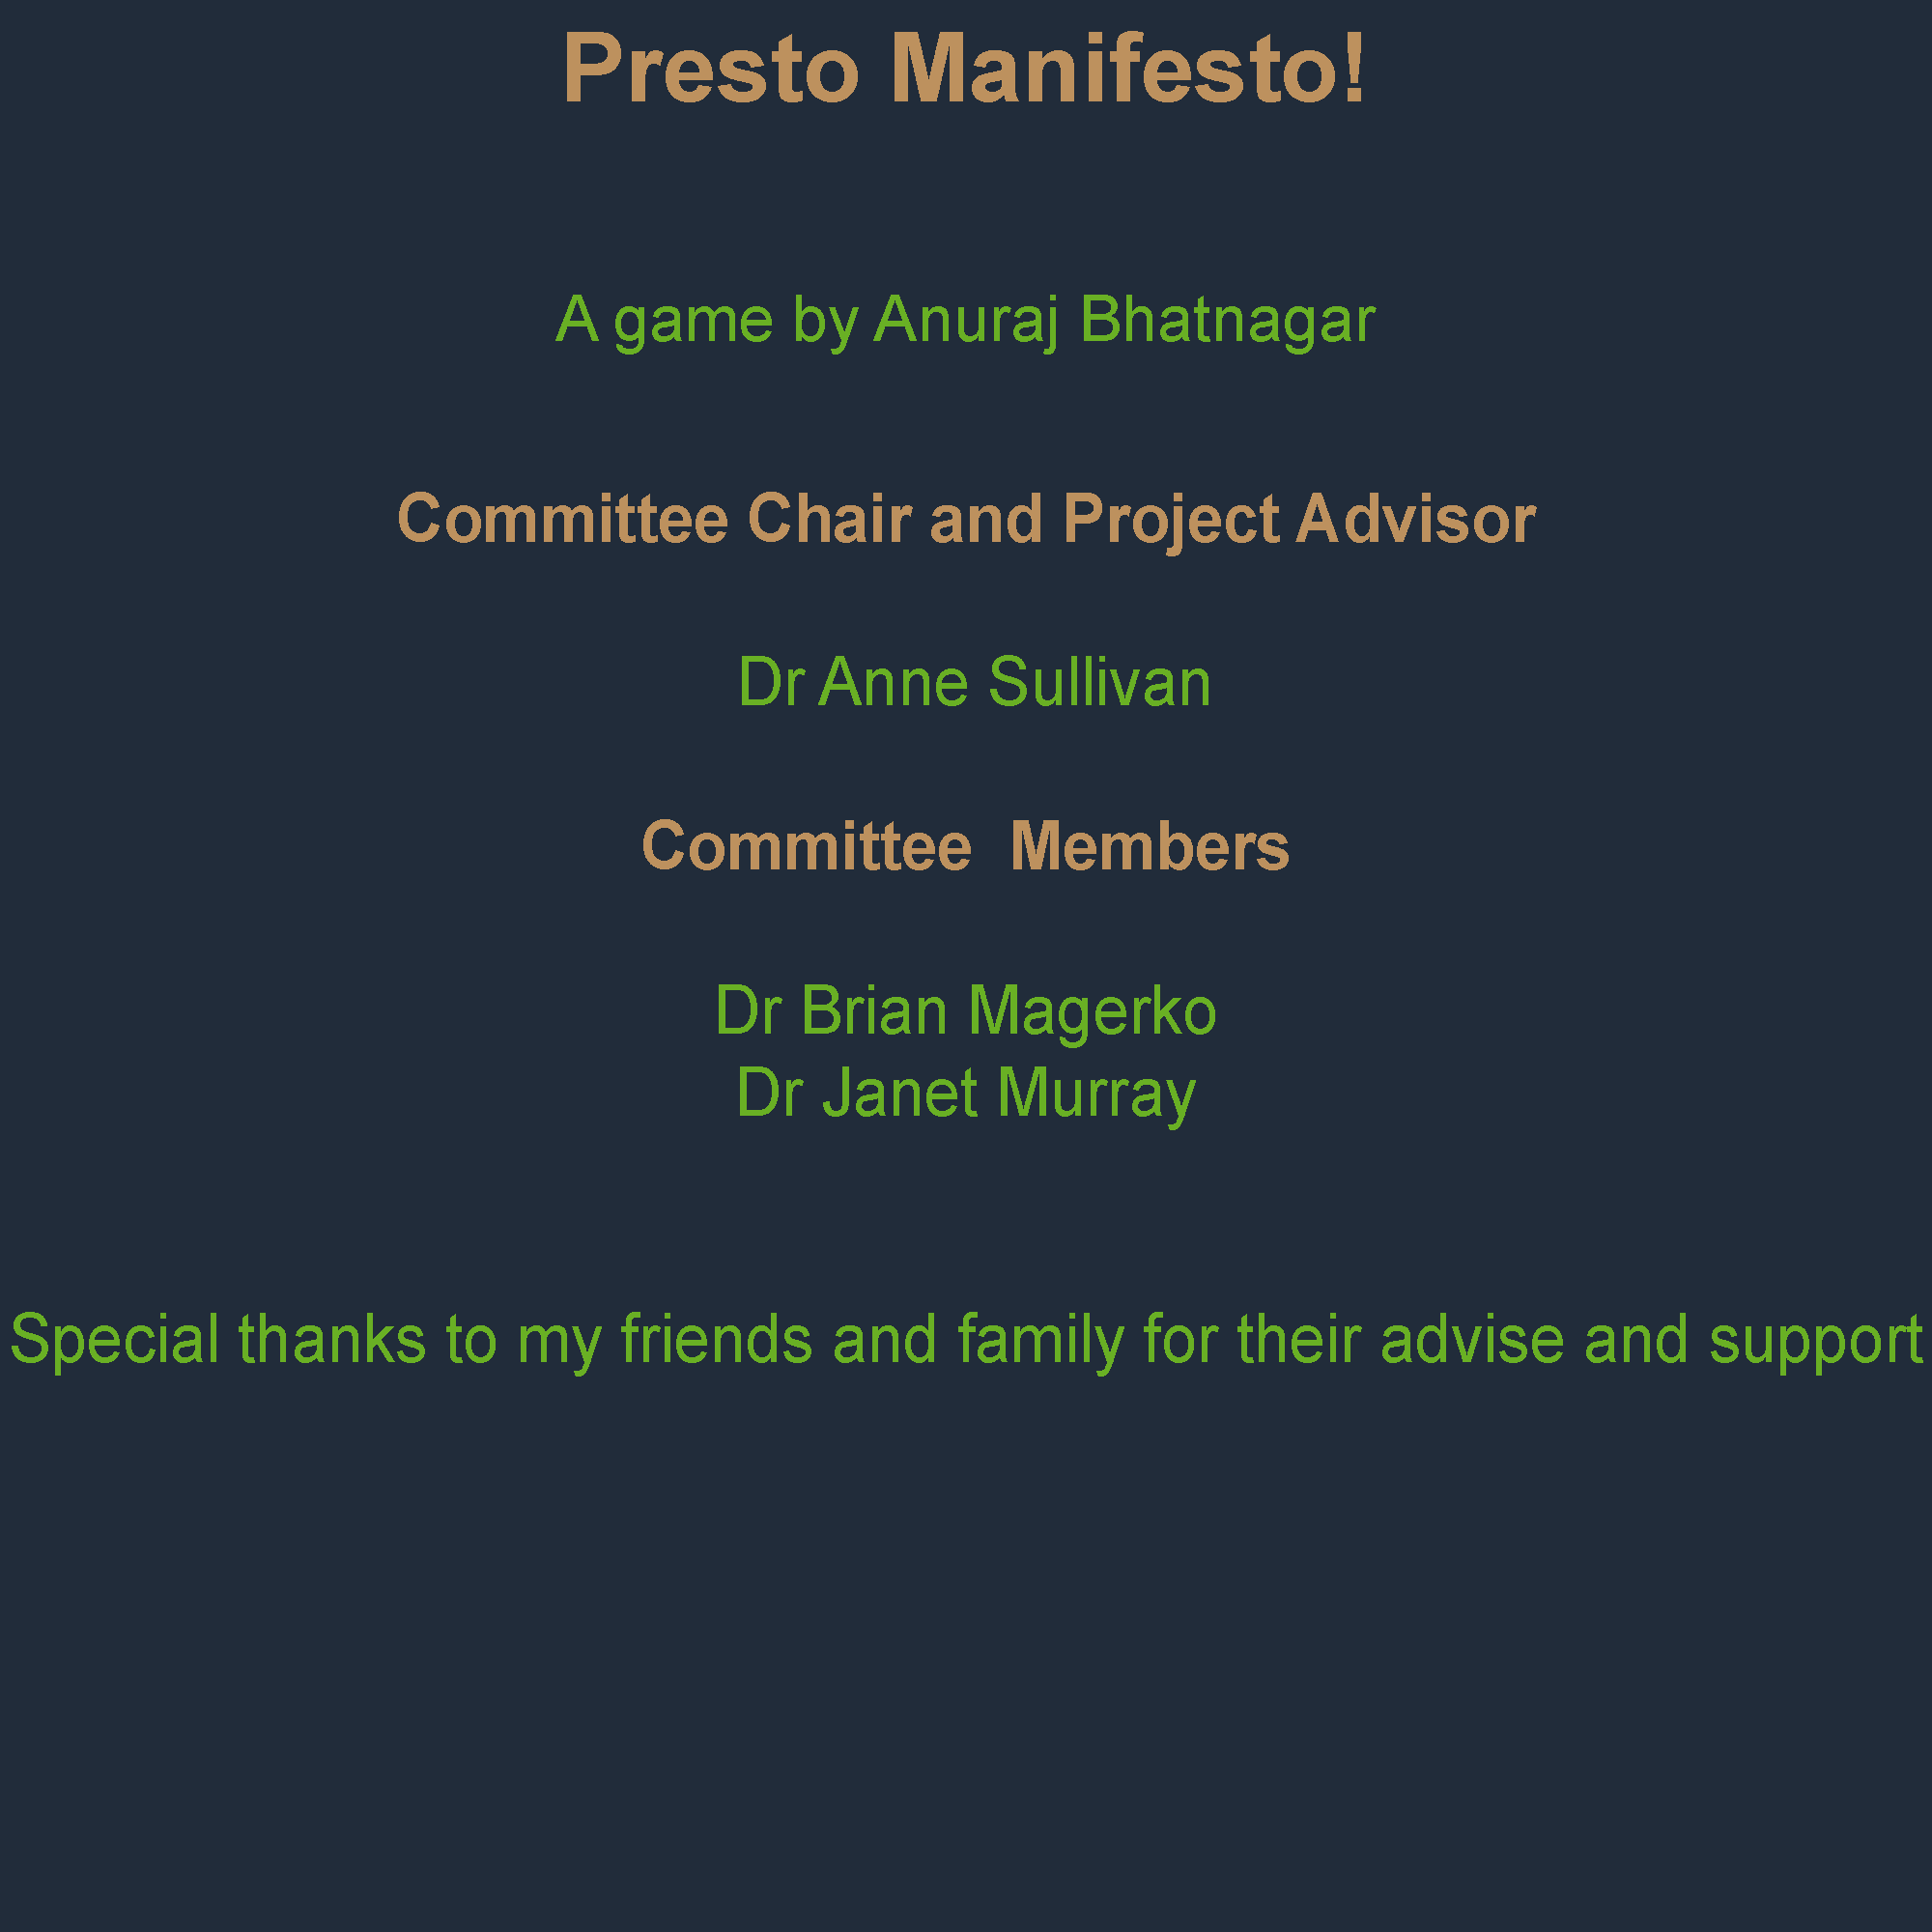 Presto Manifesto!
A game by Anuraj Bhatnagar
Committee Chair and Project Advisor
Dr Anne Sullivan
Committee  Members
Dr Brian Magerko
Dr Janet Murray
Special thanks to my friends and family for their advise and support